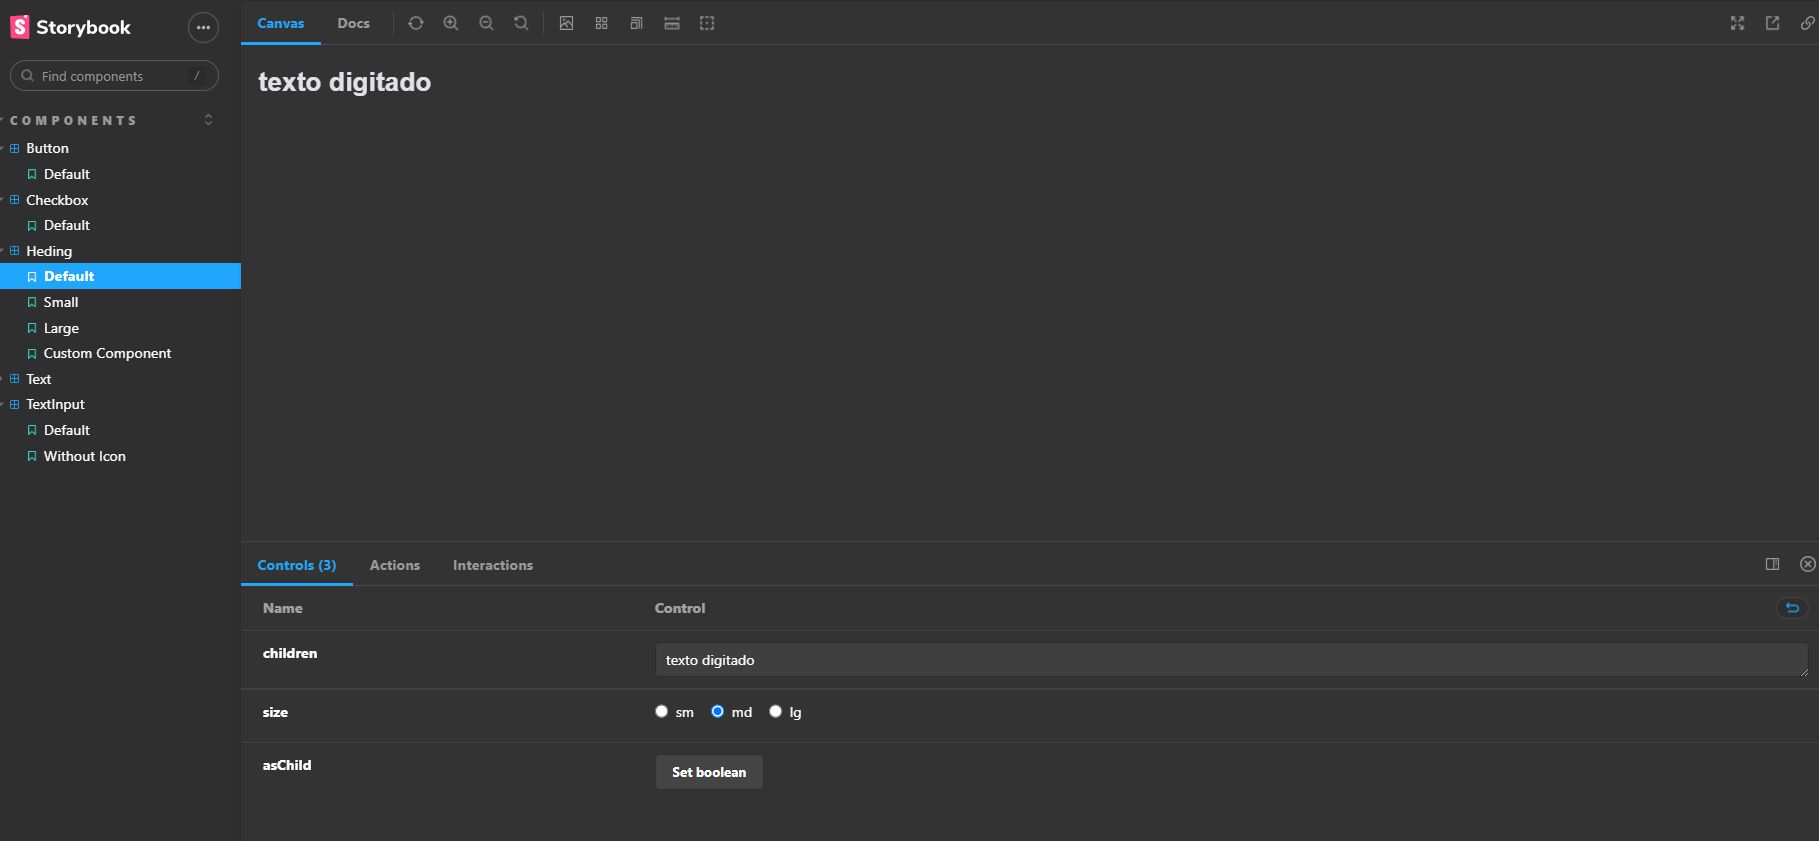 Storybook
Find components /
COMPONENTS
Button
Default
Checkbox
Default
Heding
Default
Small
Large
Custom Component
Text
TextInput
Default
Without Icon
Canvas Docs
texto digitado
Controls (3) Actions Interactions
Name Control
children texto digitado
size sm md lg
asChild Set boolean